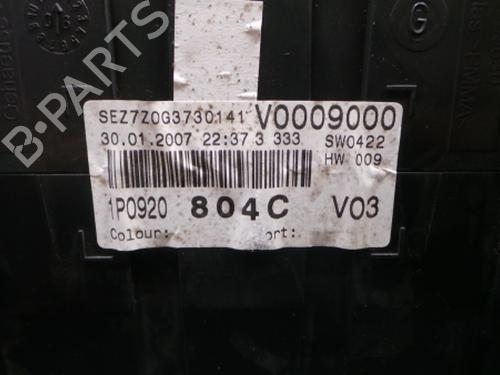 SEZ7Z0G3730141 V0009000
30.01.2007 22:37 3 333 SW0422
HW 009
1P0920 804C V03
Colour: ort:
G
B-PARTS